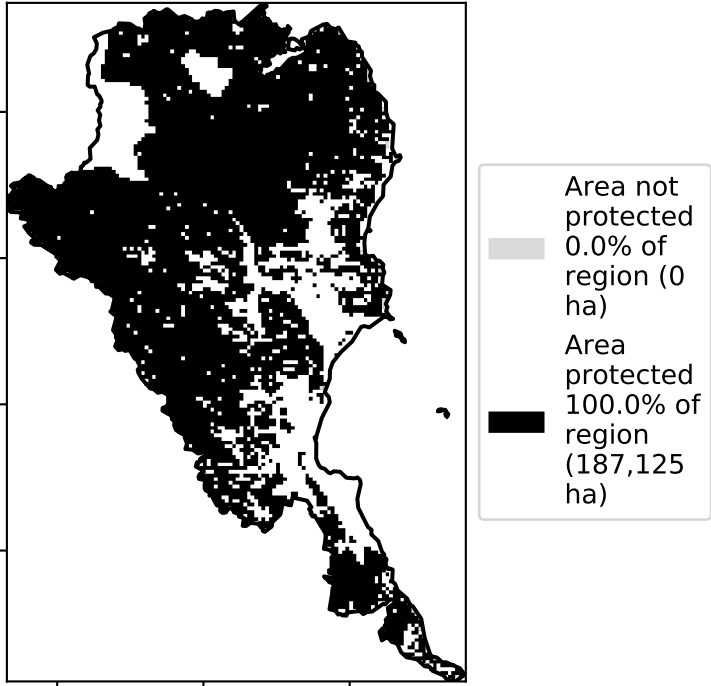 Area not
protected
0.0% of
region (0
ha)
Area
protected
100.0% of
region
(187,125
ha)